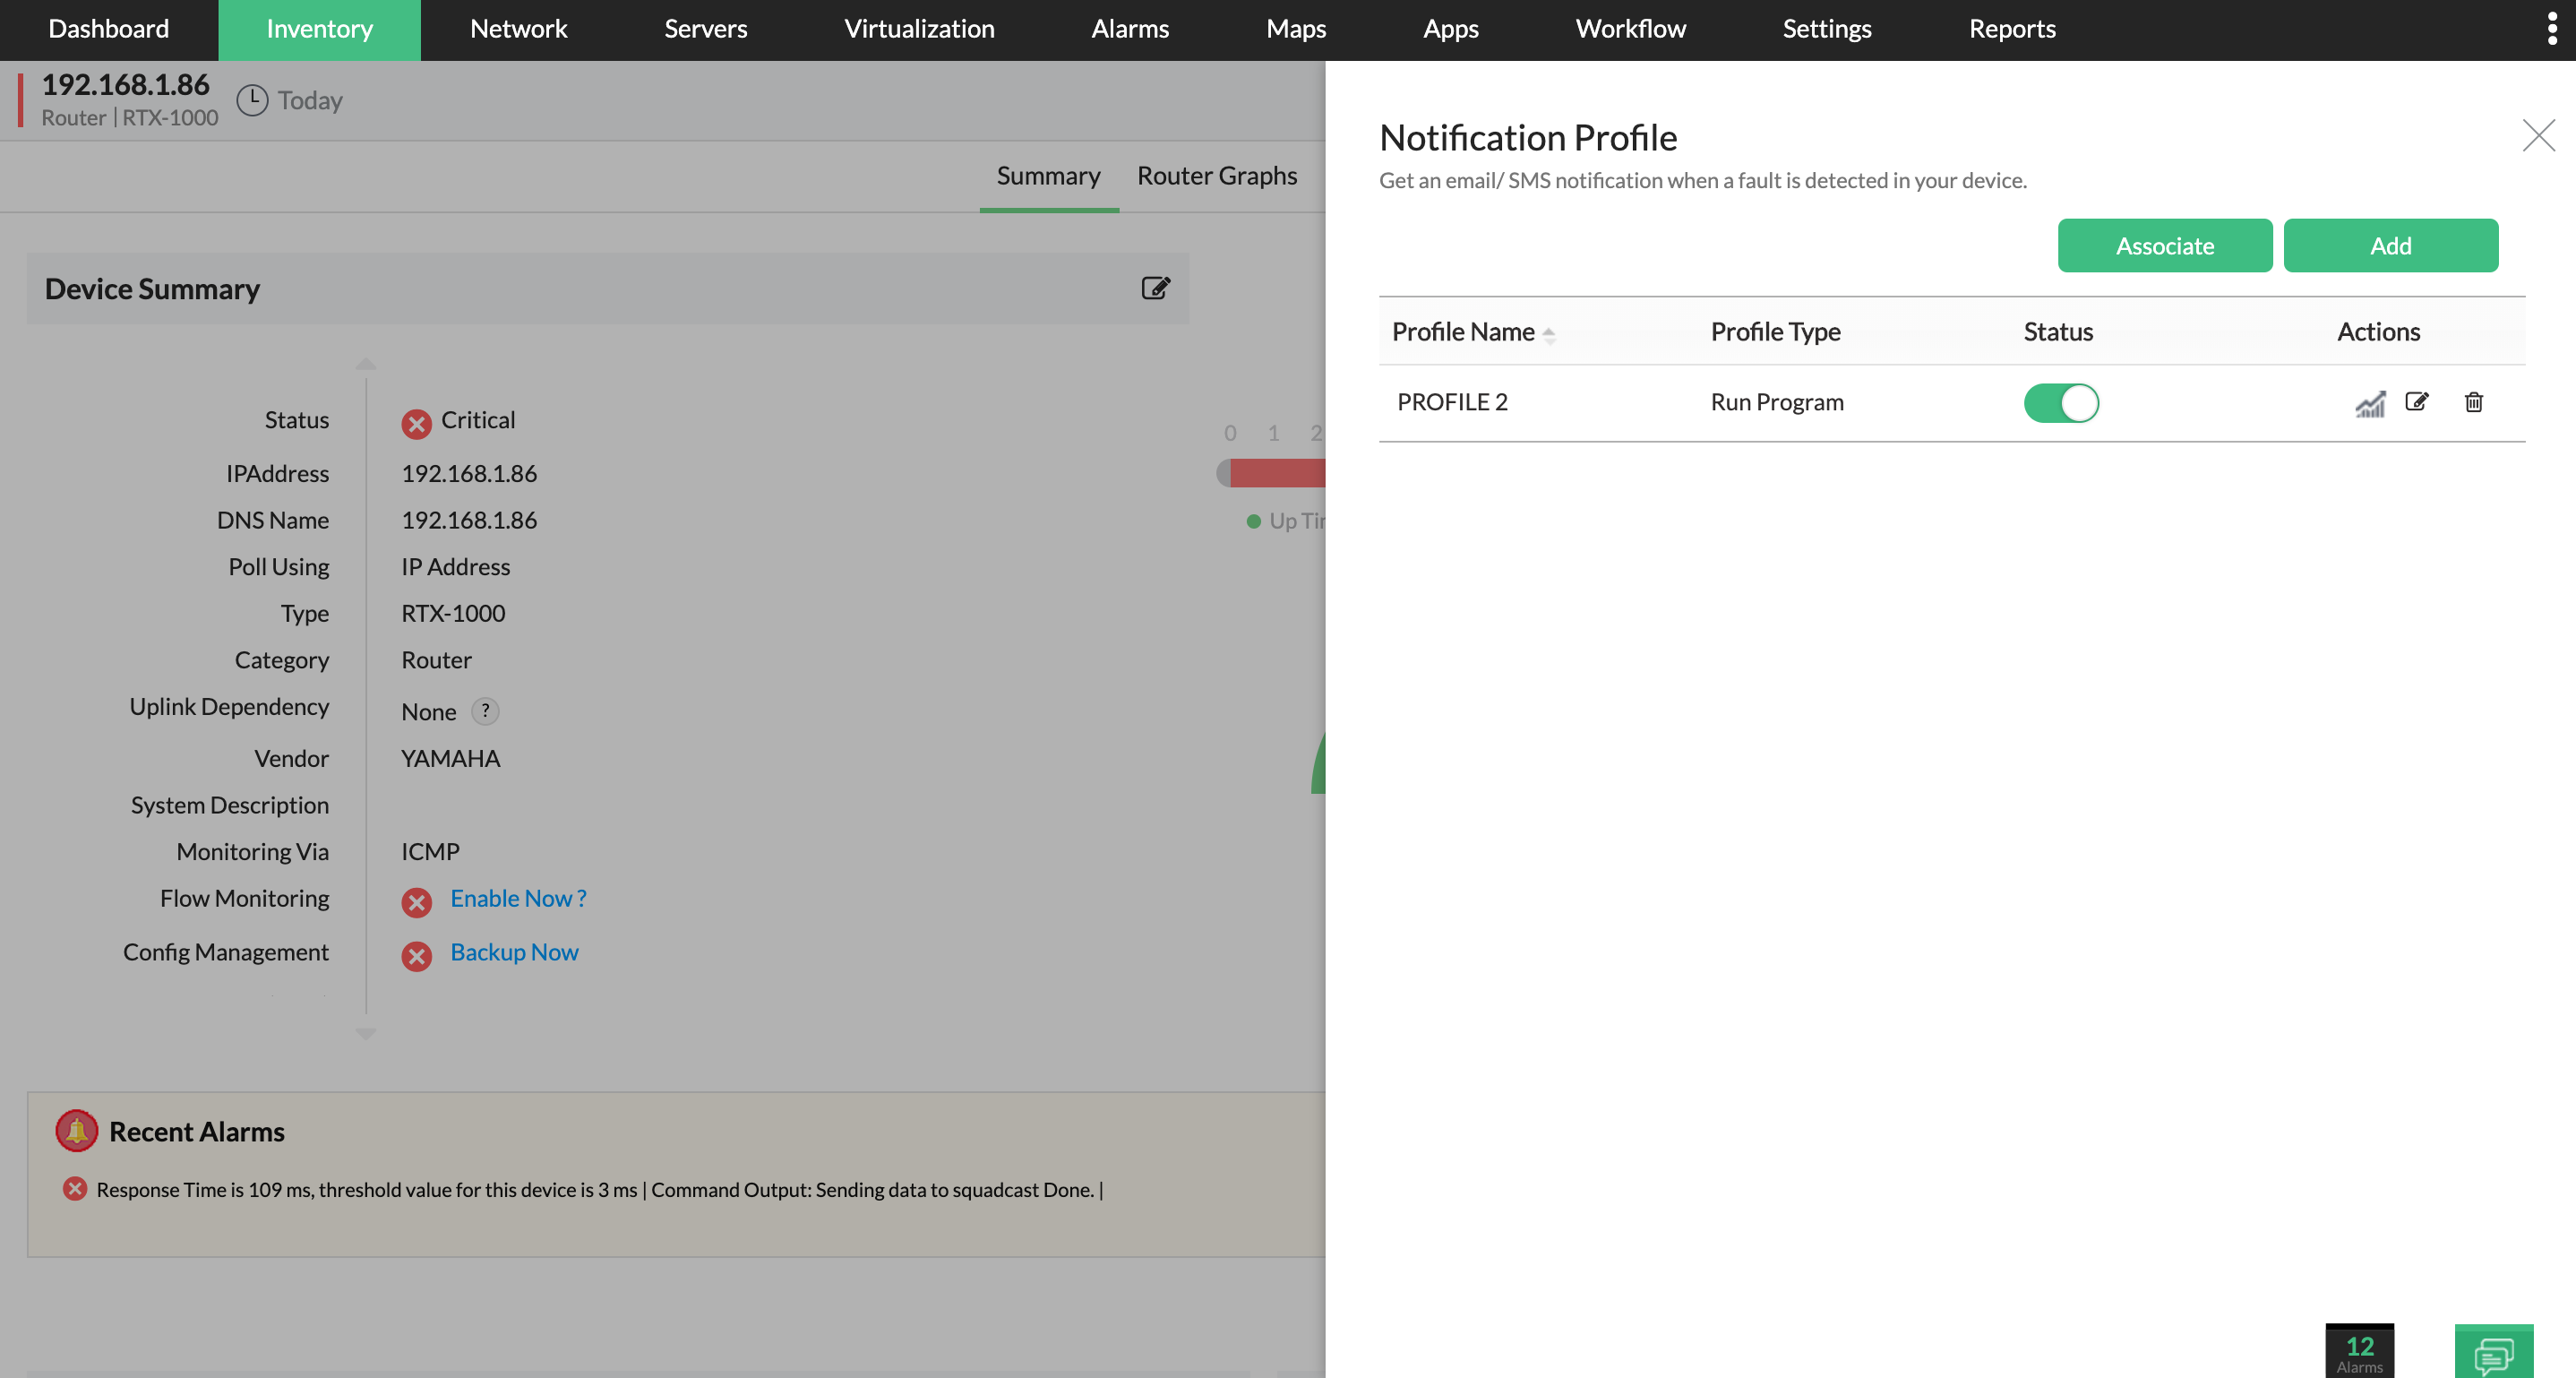 Dashboard Inventory Network Servers Virtualization Alarms Maps Apps Workflow Settings Reports
192.168.1.86
Router | RTX-1000
Today
Summary Router Graphs
Device Summary
Status Critical
IPAddress 192.168.1.86
DNS Name 192.168.1.86
Poll Using IP Address
Type RTX-1000
Category Router
Uplink Dependency None ?
Vendor YAMAHA
System Description
Monitoring Via ICMP
Flow Monitoring Enable Now ?
Config Management Backup Now
0 1 2
Up
Recent Alarms
Response Time is 109 ms, threshold value for this device is 3 ms | Command Output: Sending data to squadcast Done. |
Notification Profile
Get an email/ SMS notification when a fault is detected in your device.
Associate Add
Profile Name Profile Type Status Actions
PROFILE 2 Run Program
12
Alarms